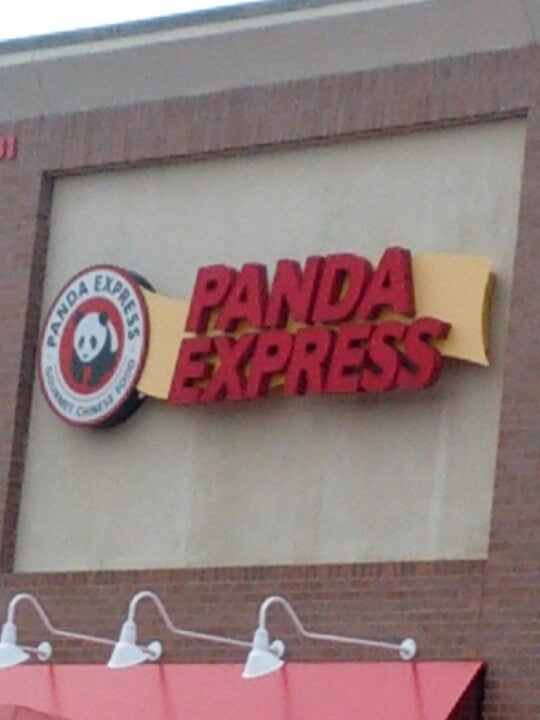 PANDA EXPRESS
GOURMET CHINESE FOOD
PANDA
EXPRESS